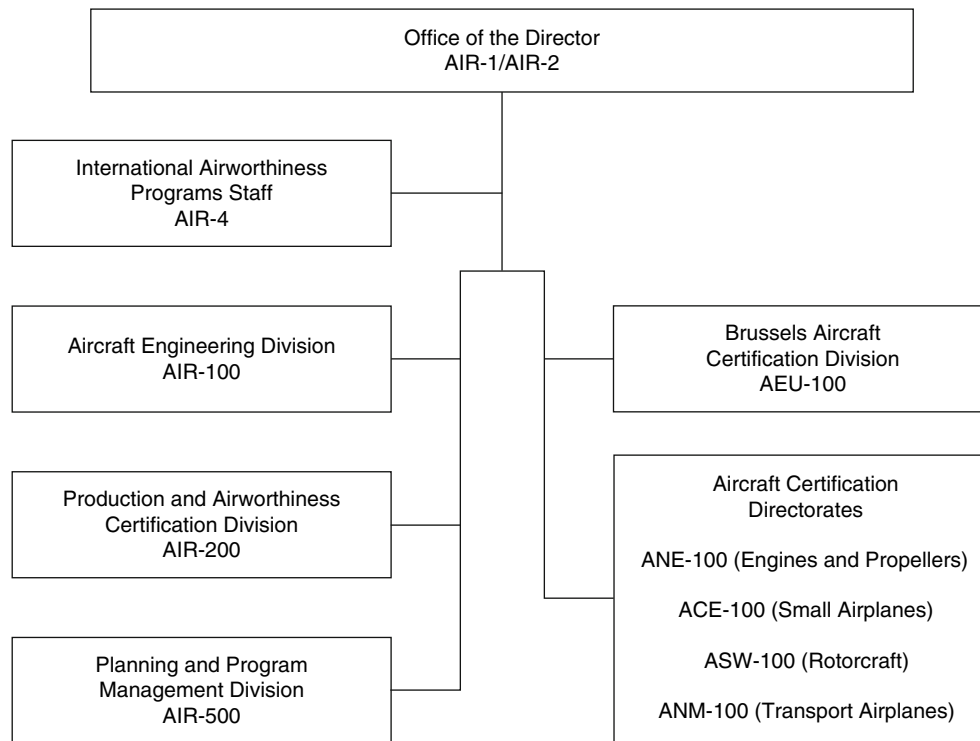 Office of the Director
AIR-1/AIR-2
International Airworthiness
Programs Staff
AIR-4
Aircraft Engineering Division
AIR-100
Brussels Aircraft
Certification Division
AEU-100
Production and Airworthiness
Certification Division
AIR-200
Aircraft Certification
Directorates
ANE-100 (Engines and Propellers)
ACE-100 (Small Airplanes)
ASW-100 (Rotorcraft)
ANM-100 (Transport Airplanes)
Planning and Program
Management Division
AIR-500